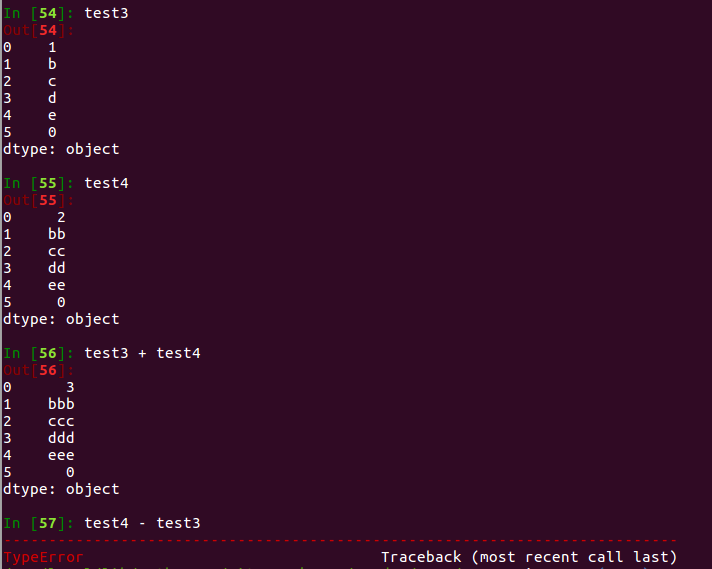 In [54]: test3
Out[54]:
0    1
1    b
2    c
3    d
4    e
5    0
dtype: object
In [55]: test4
Out[55]:
0     2
1    bb
2    cc
3    dd
4    ee
5     0
dtype: object
In [56]: test3 + test4
Out[56]:
0      3
1    bbb
2    ccc
3    ddd
4    eee
5      0
dtype: object
In [57]: test4 - test3
---------------------------------------------------------------------------
TypeError                                 Traceback (most recent call last)